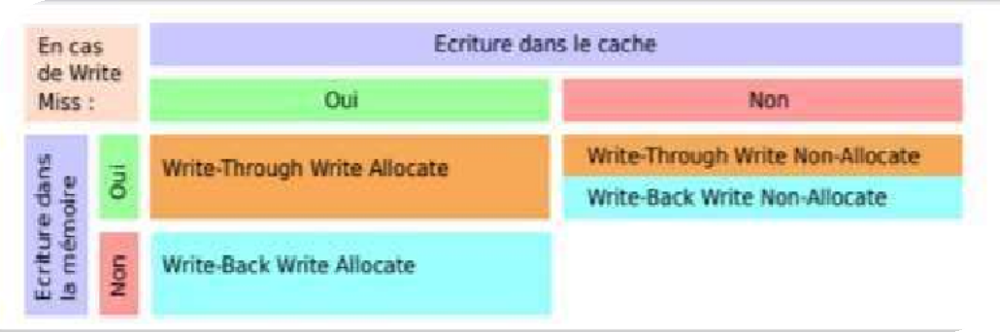 En cas
de Write
Miss :
Ecriture dans le cache
Oui
Non
Ecriture dans
la mémoire
Oui
Write-Through Write Allocate
Write-Through Write Non-Allocate
Write-Back Write Non-Allocate
Non
Write-Back Write Allocate